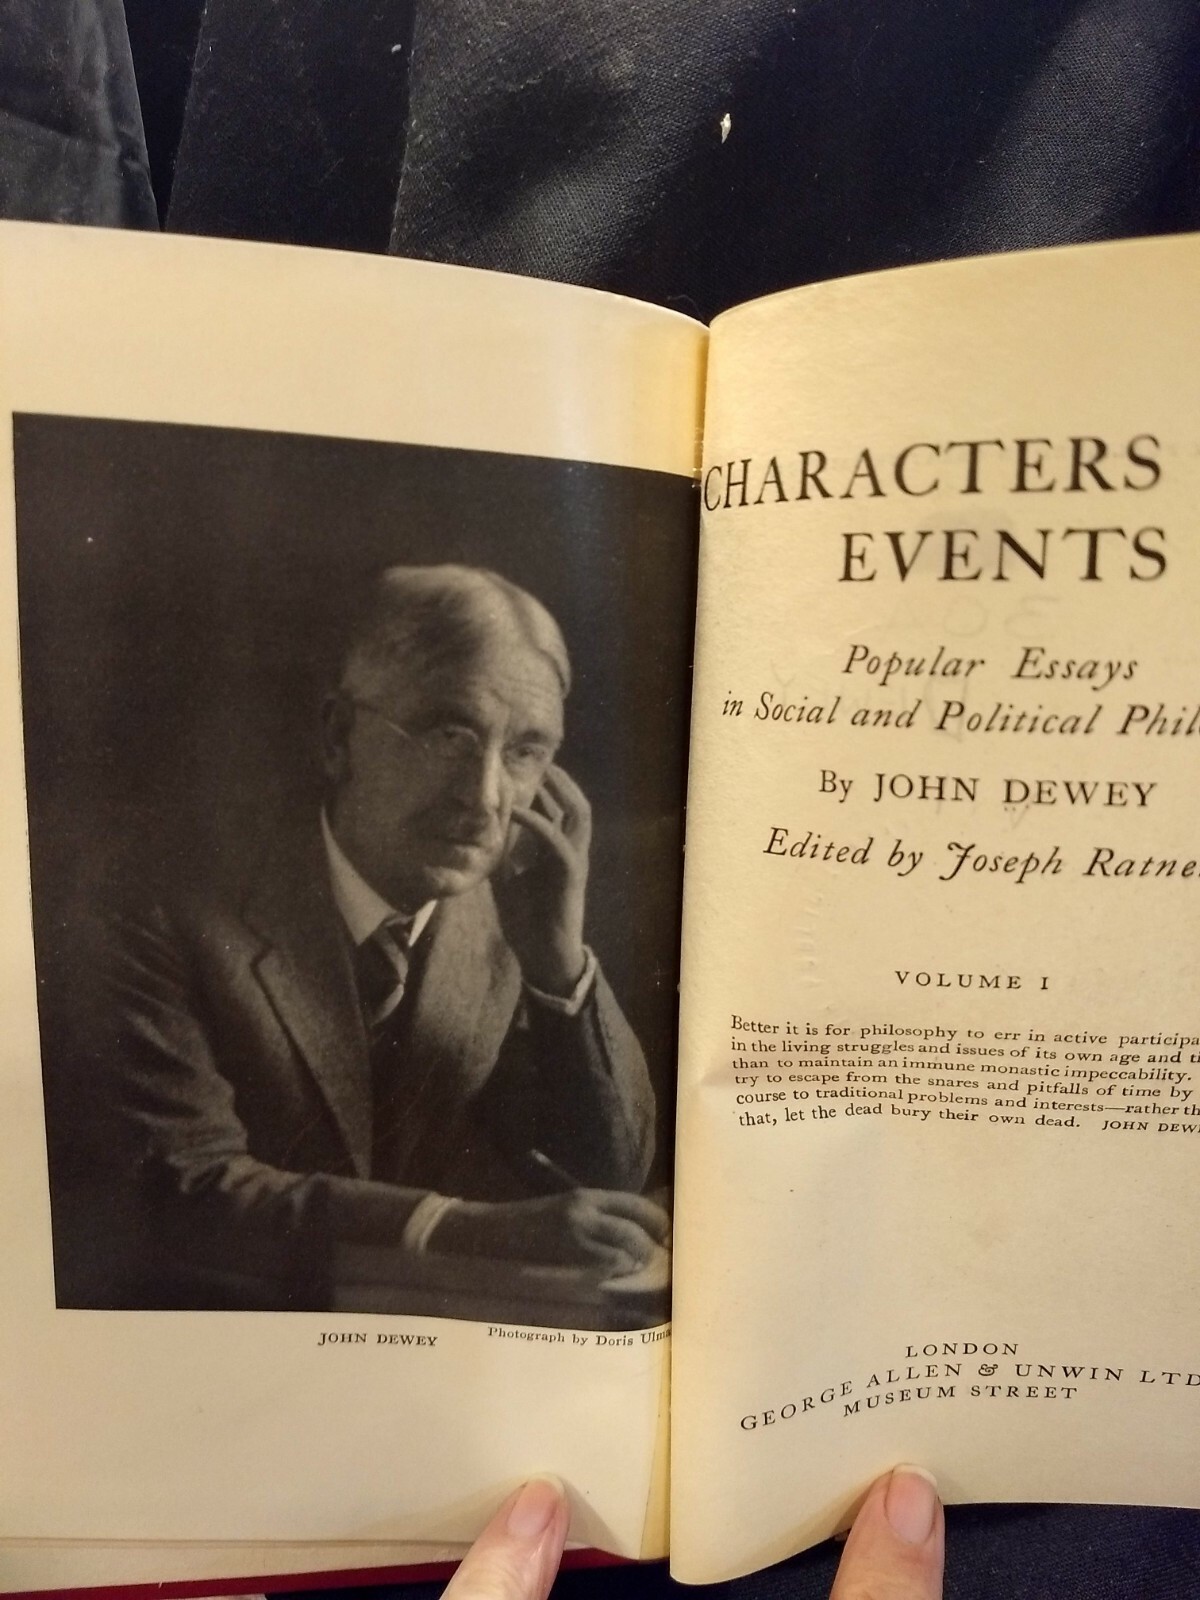 JOHN DEWEY
Photograph by Doris
CHARACTERS
EVENTS
Popular Essays
in Social and Political
By JOHN DEWEY
Edited by Joseph
VOLUME I
Better it is for philosophy to err in active
in the living struggles and issues of its own age and
than to maintain an immune monastic impeccability.
try to escape from the snares and pitfalls of time by
course to traditional problems and interests—rather
that, let the dead bury their own dead. JOHN
LONDON
GEORGE ALLEN & UNWIN LTD
MUSEUM STREET